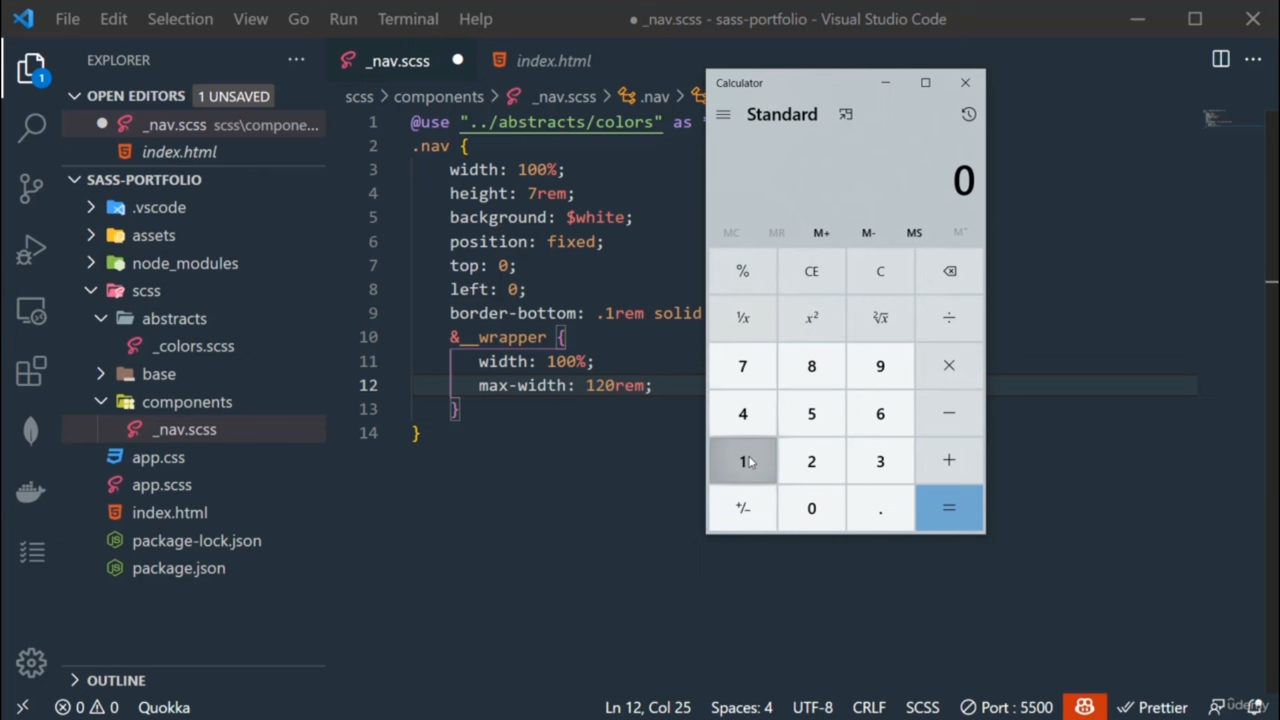 File Edit Selection View Go Run Terminal Help
● _nav.scss - sass-portfolio - Visual Studio Code
EXPLORER
OPEN EDITORS 1 UNSAVED
_nav.scss scss\compone...
index.html
SASS-PORTFOLIO
.vscode
assets
node_modules
scss
abstracts
_colors.scss
base
components
_nav.scss
app.css
app.scss
index.html
package-lock.json
package.json
OUTLINE
1
_nav.scss
index.html
scss > components > _nav.scss > .nav >
1 @use "../abstracts/colors" as
2 .nav {
3 width: 100%;
4 height: 7rem;
5 background: $white;
6 position: fixed;
7 top: 0;
8 left: 0;
9 border-bottom: .1rem solid
10 &__wrapper {
11 width: 100%;
12 max-width: 120rem;
13 }
14 }
Calculator
Standard
0
MC MR M+ M- MS M˅
% CE C
¹/x x² ²√x ÷
7 8 9 ×
4 5 6 −
1 2 3 +
+/− 0 . =
0 0 Quokka Ln 12, Col 25 Spaces: 4 UTF-8 CRLF SCSS Port : 5500 Prettier
Udemy